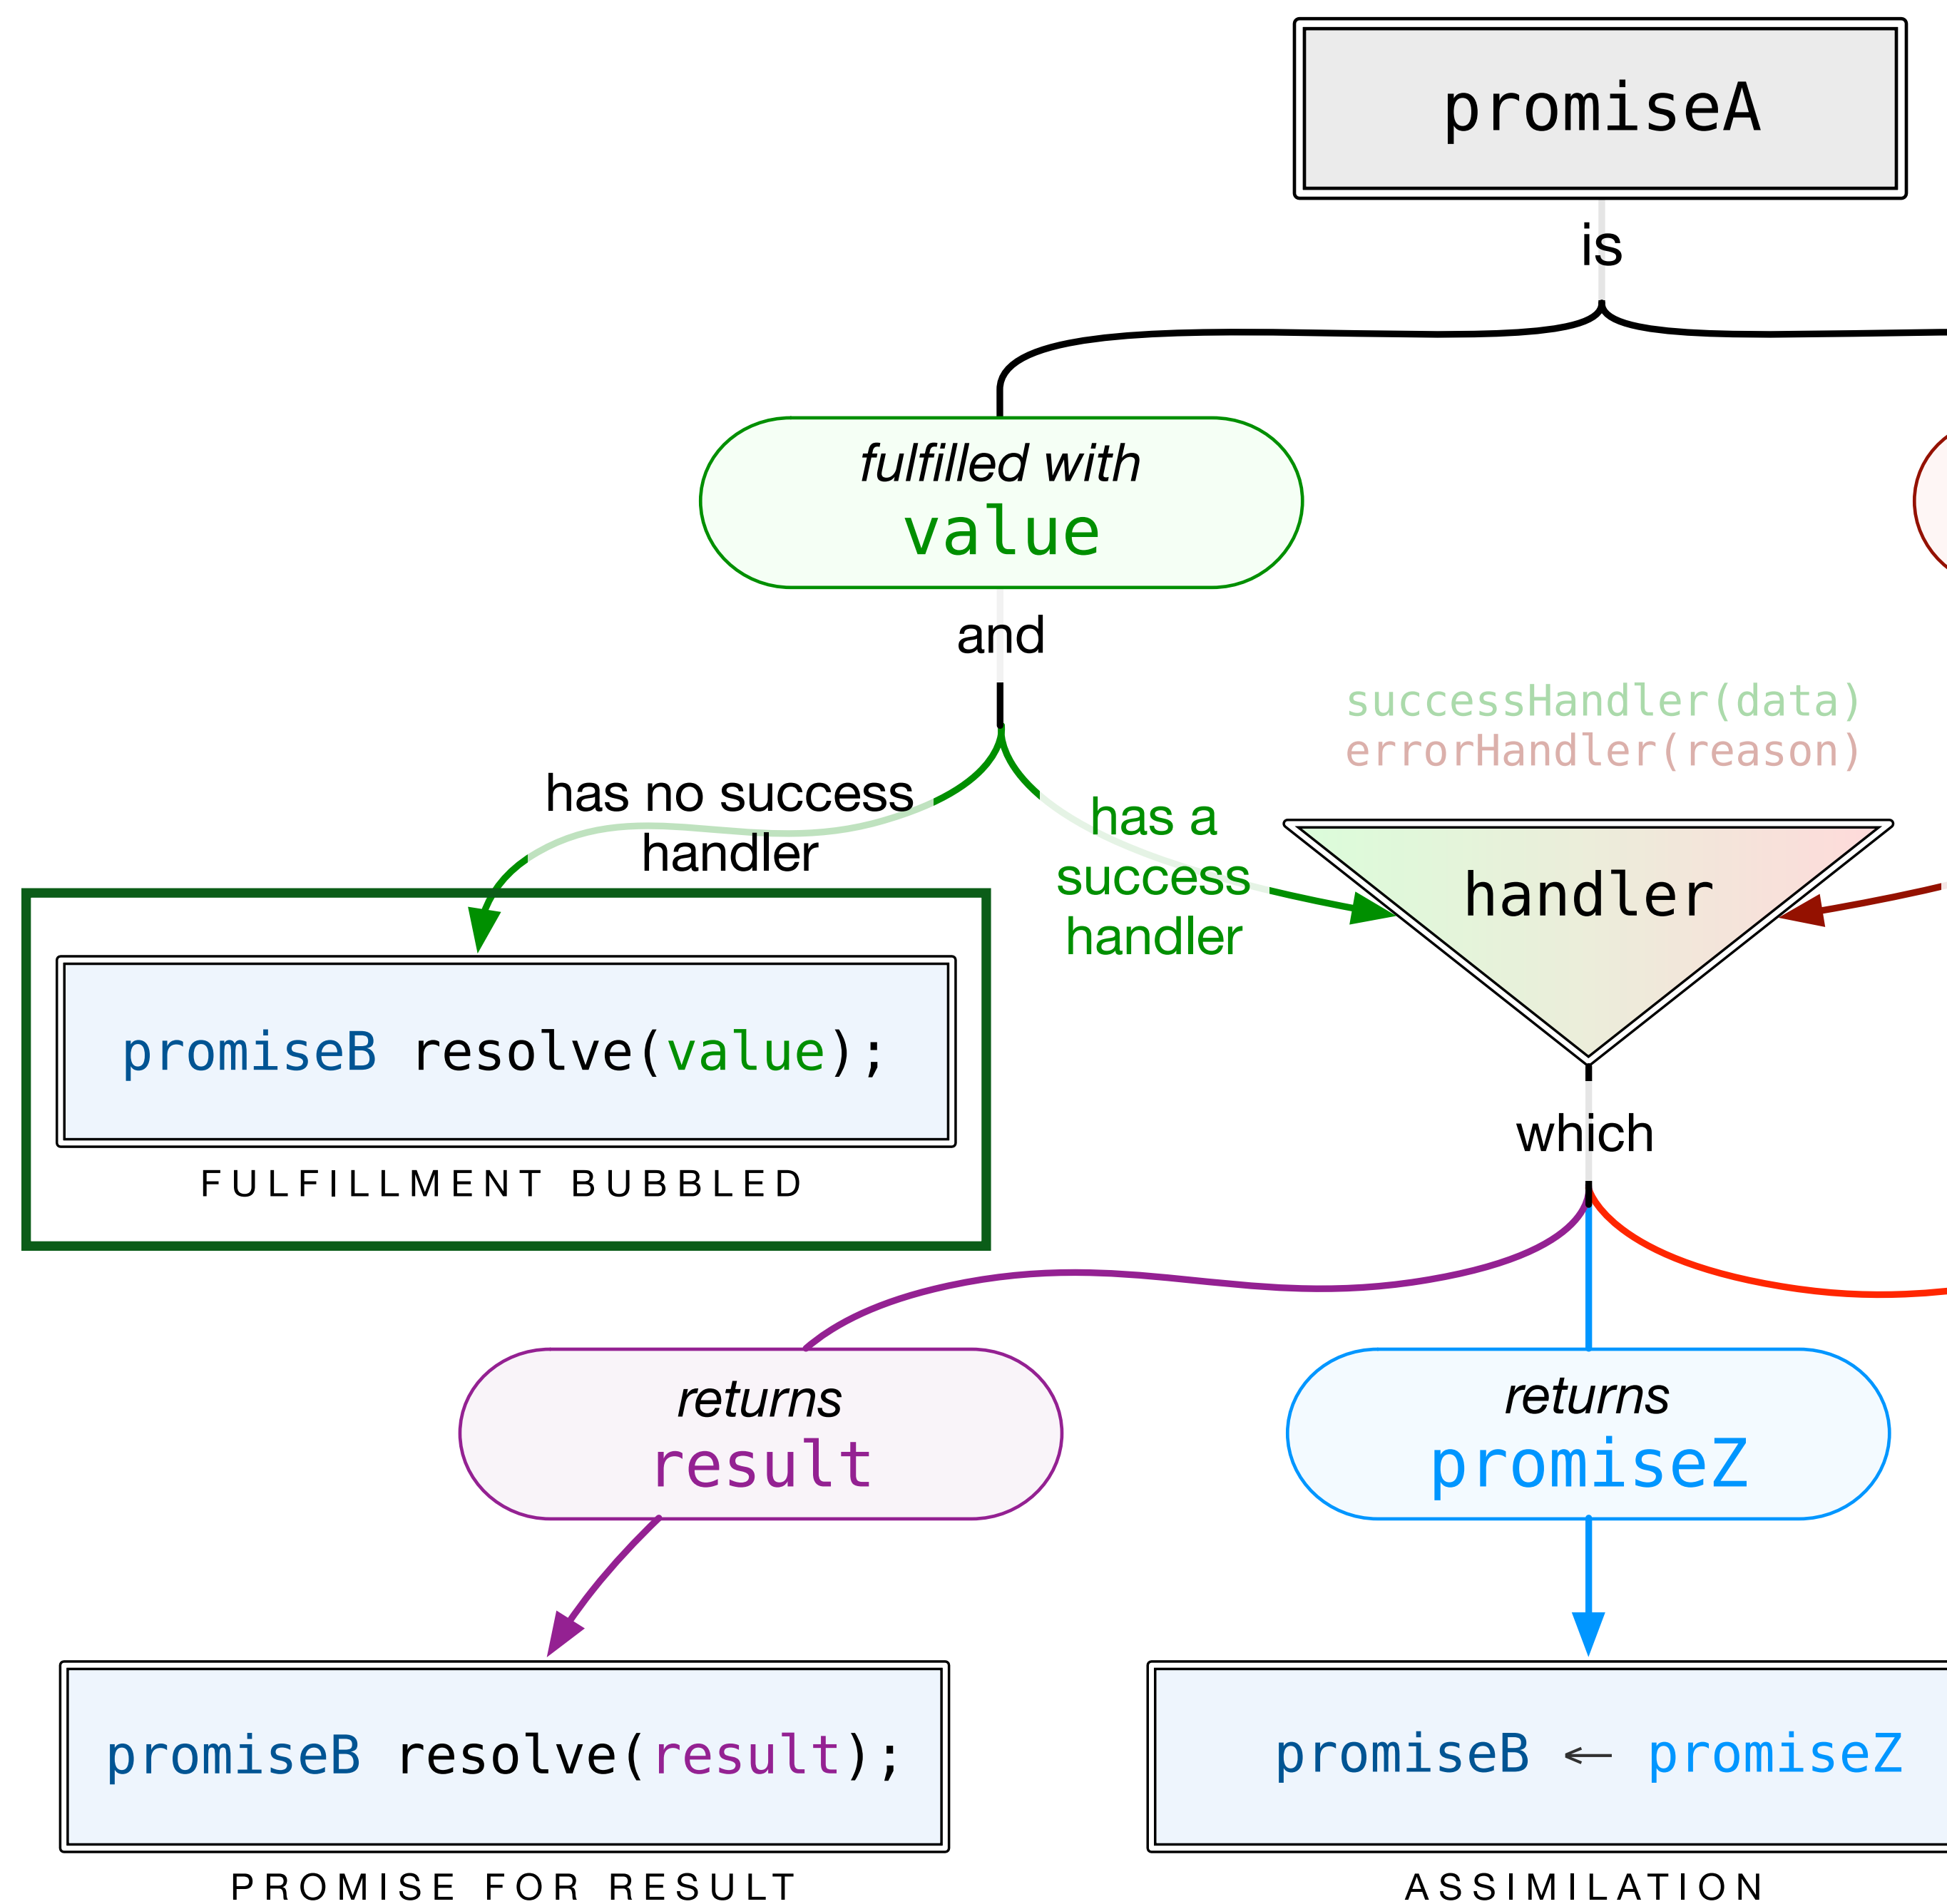 promiseA
is
fulfilled with
value
and
successHandler(data)
errorHandler(reason)
has no success
handler
has a
success
handler
handler
promiseB resolve(value);
FULFILLMENT BUBBLED
which
returns
result
returns
promiseZ
promiseB resolve(result);
promiseB ← promiseZ
PROMISE FOR RESULT
ASSIMILATION